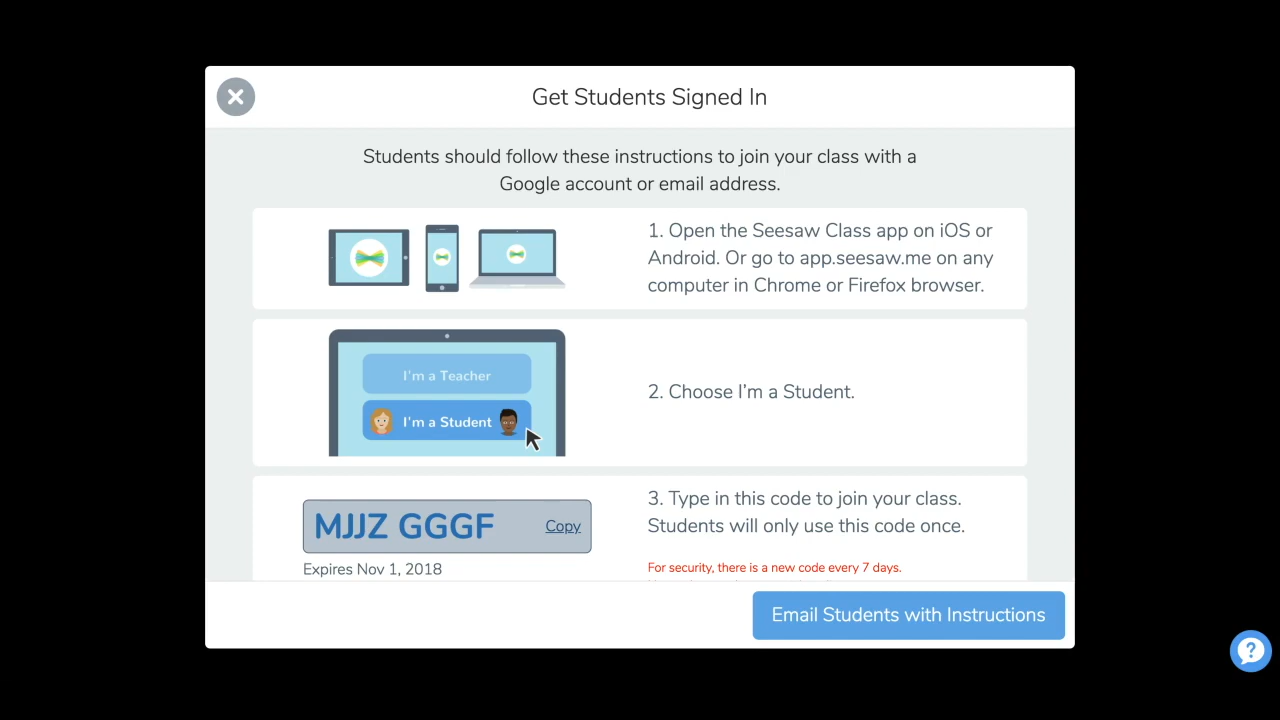 Get Students Signed In
Students should follow these instructions to join your class with a
Google account or email address.
1. Open the Seesaw Class app on iOS or
Android. Or go to app.seesaw.me on any
computer in Chrome or Firefox browser.
I'm a Teacher
I'm a Student
2. Choose I’m a Student.
MJJZ GGGF
Copy
Expires Nov 1, 2018
3. Type in this code to join your class.
Students will only use this code once.
For security, there is a new code every 7 days.
Email Students with Instructions